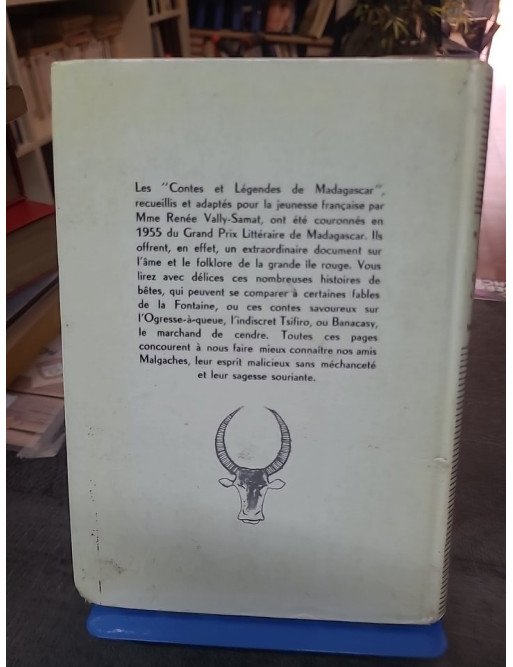 Les "Contes et Légendes de Madagascar",
recueillis et adaptés pour la jeunesse française par
Mme Renée Vally-Samat, ont été couronnés en
1955 du Grand Prix Littéraire de Madagascar. Ils
offrent, en effet, un extraordinaire document sur
l'âme et le folklore de la grande île rouge. Vous
lirez avec délices ces nombreuses histoires de
bêtes, qui peuvent se comparer à certaines fables
de la Fontaine, ou ces contes savoureux sur
l'Ogresse-à-queue, l'indiscret Tsifiro, ou Banacasy,
le marchand de cendre. Toutes ces pages
concourent à nous faire mieux connaître nos amis
Malgaches, leur esprit malicieux sans méchanceté
et leur sagesse souriante.